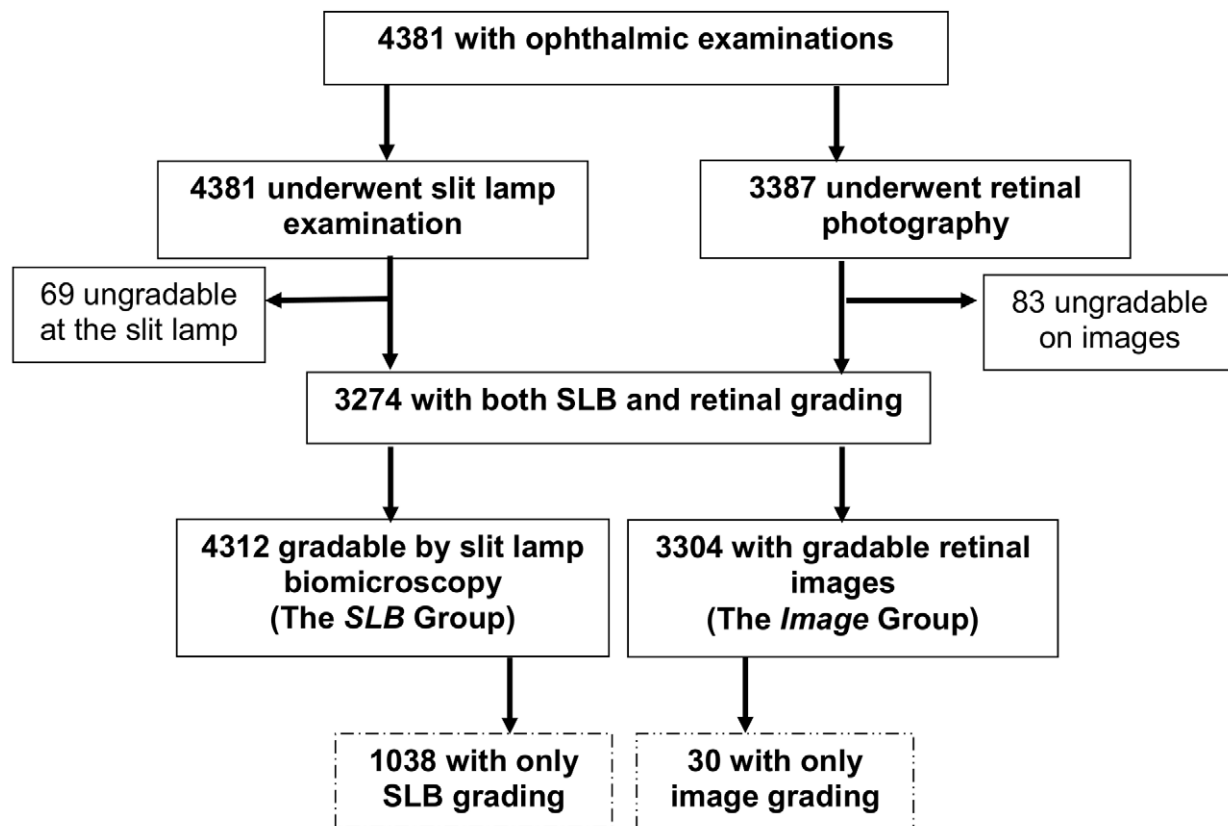 4381 with ophthalmic examinations
4381 underwent slit lamp
examination
3387 underwent retinal
photography
69 ungradable
at the slit lamp
83 ungradable
on images
3274 with both SLB and retinal grading
4312 gradable by slit lamp
biomicroscopy
(The SLB Group)
3304 with gradable retinal
images
(The Image Group)
1038 with only
SLB grading
30 with only
image grading